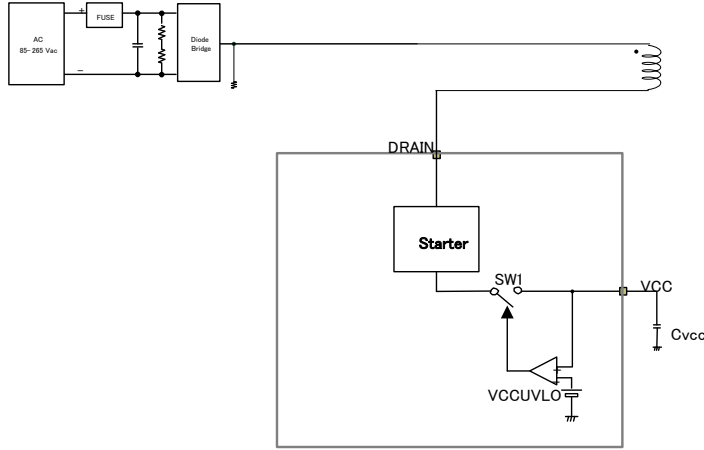 +
FUSE
AC
85- 265 Vac
Diode
Bridge
−
DRAIN
Starter
SW1
VCC
Cvcc
+
-
VCCUVLO